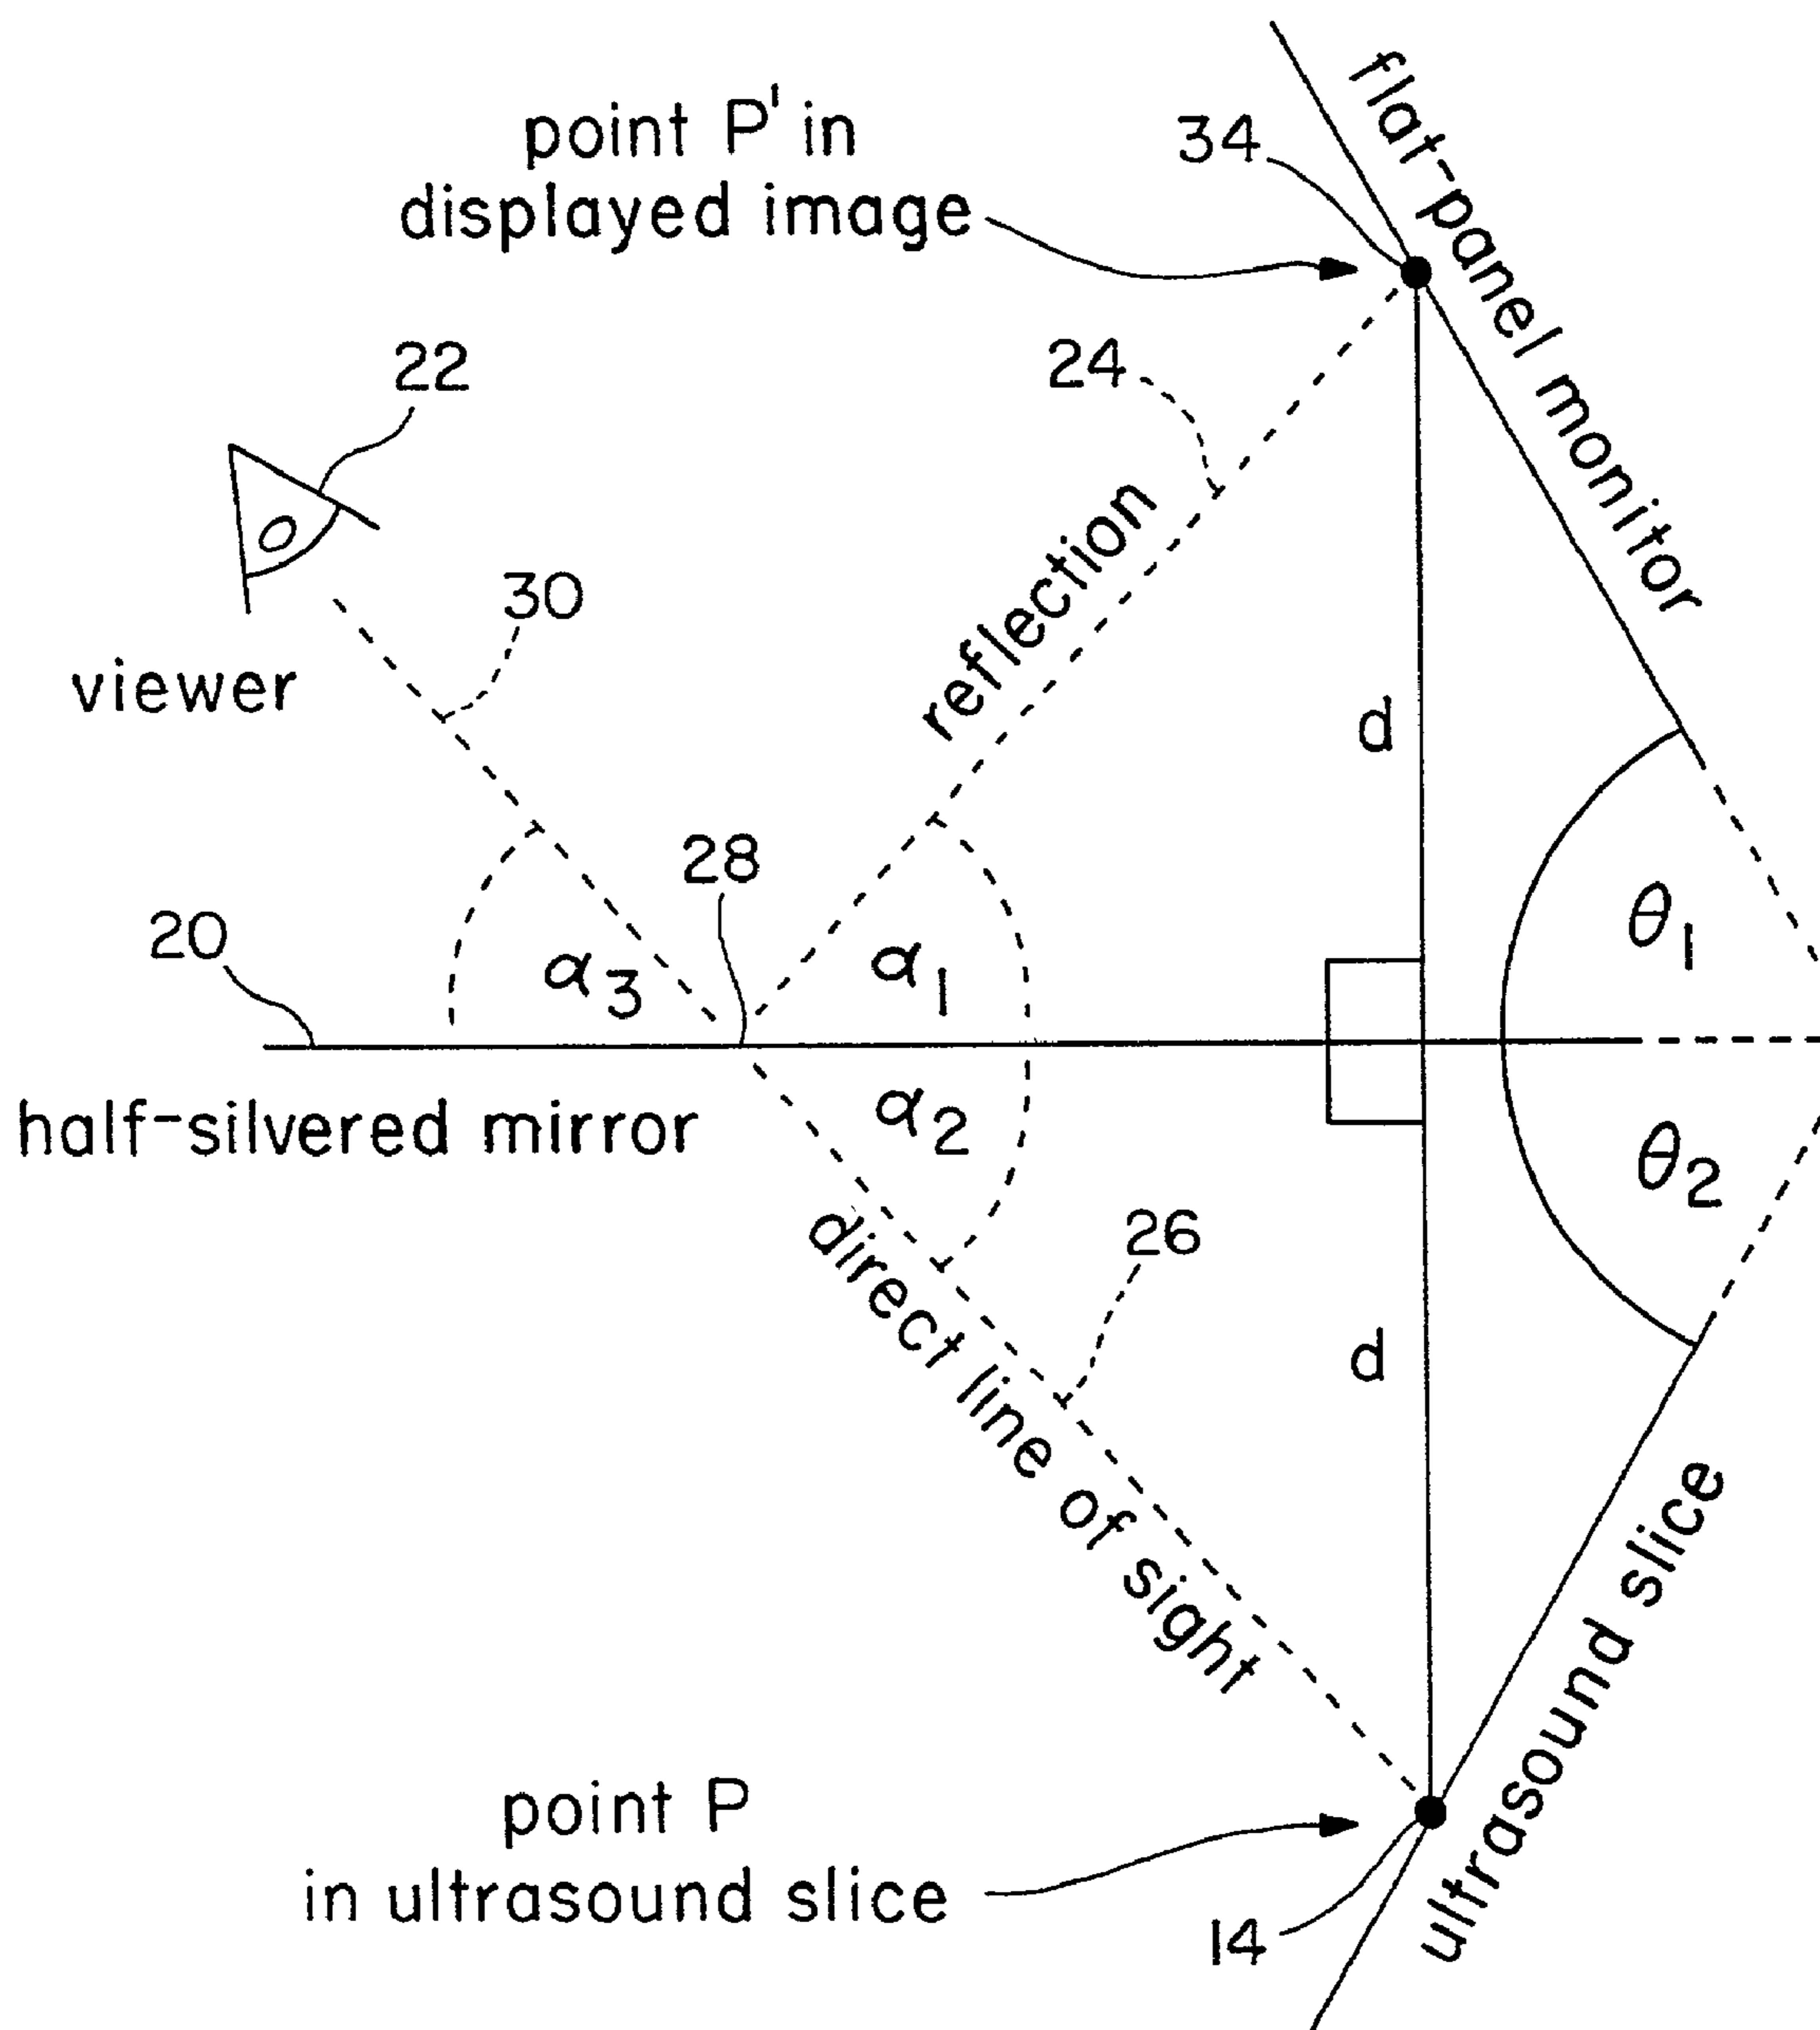 point P' in
displayed image
34
flat-panel monitor
22
24
30
viewer
reflection
d
28
20
α3
α1
θ1
half-silvered mirror
α2
θ2
26
direct line of sight
d
ultrasound slice
point P
in ultrasound slice
14